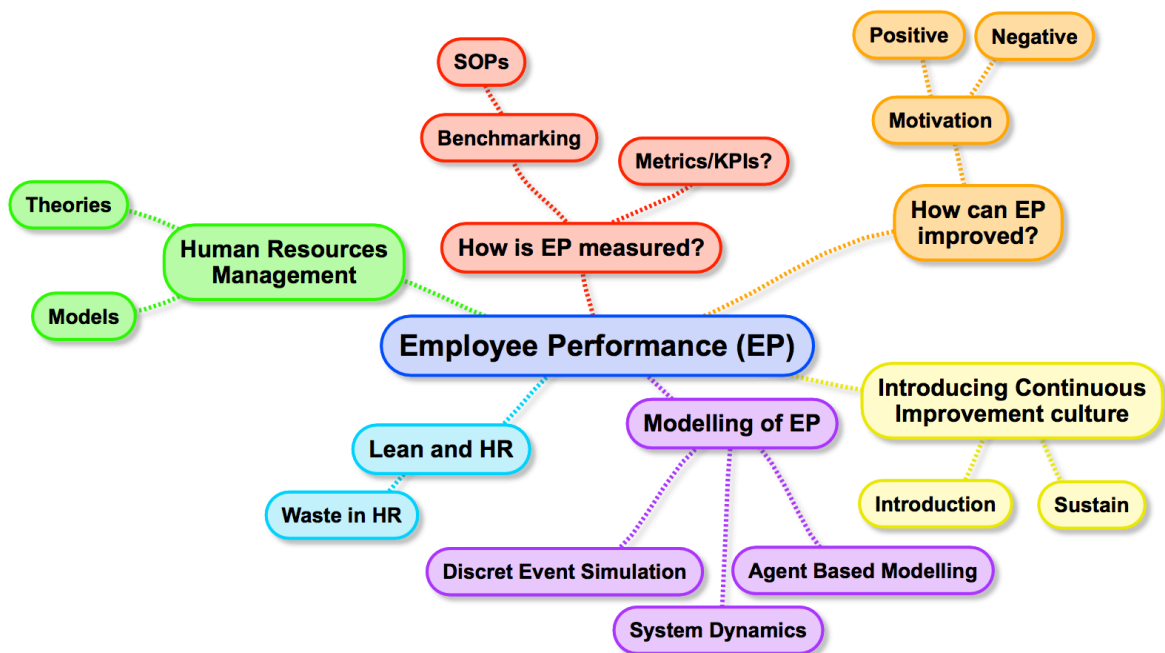 Positive
Negative
SOPs
Motivation
Benchmarking
Metrics/KPIs?
Theories
How can EP
improved?
Human Resources
Management
How is EP measured?
Models
Employee Performance (EP)
Introducing Continuous
Improvement culture
Modelling of EP
Lean and HR
Introduction
Sustain
Waste in HR
Discret Event Simulation
Agent Based Modelling
System Dynamics